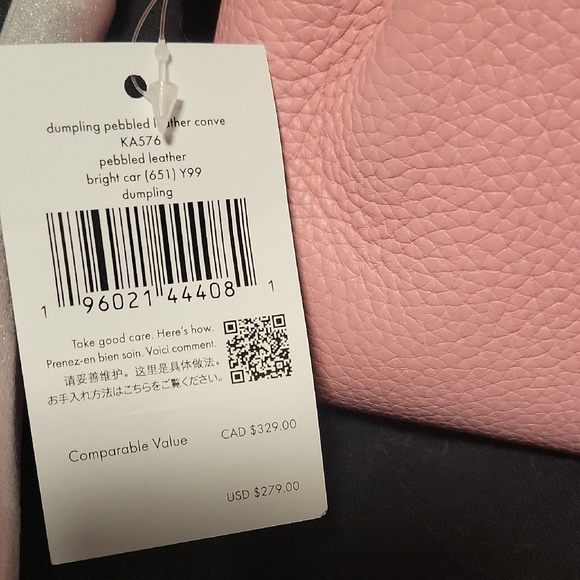 dumpling pebbled leather conve
KA576
pebbled leather
bright car (651) Y99
dumpling
1 96021 44408 1
Take good care. Here's how.
Prenez-en bien soin. Voici comment.
请妥善维护。这里是具体做法。
お手入れ方法はこちらをご覧ください。
Comparable Value CAD $329.00
USD $279.00